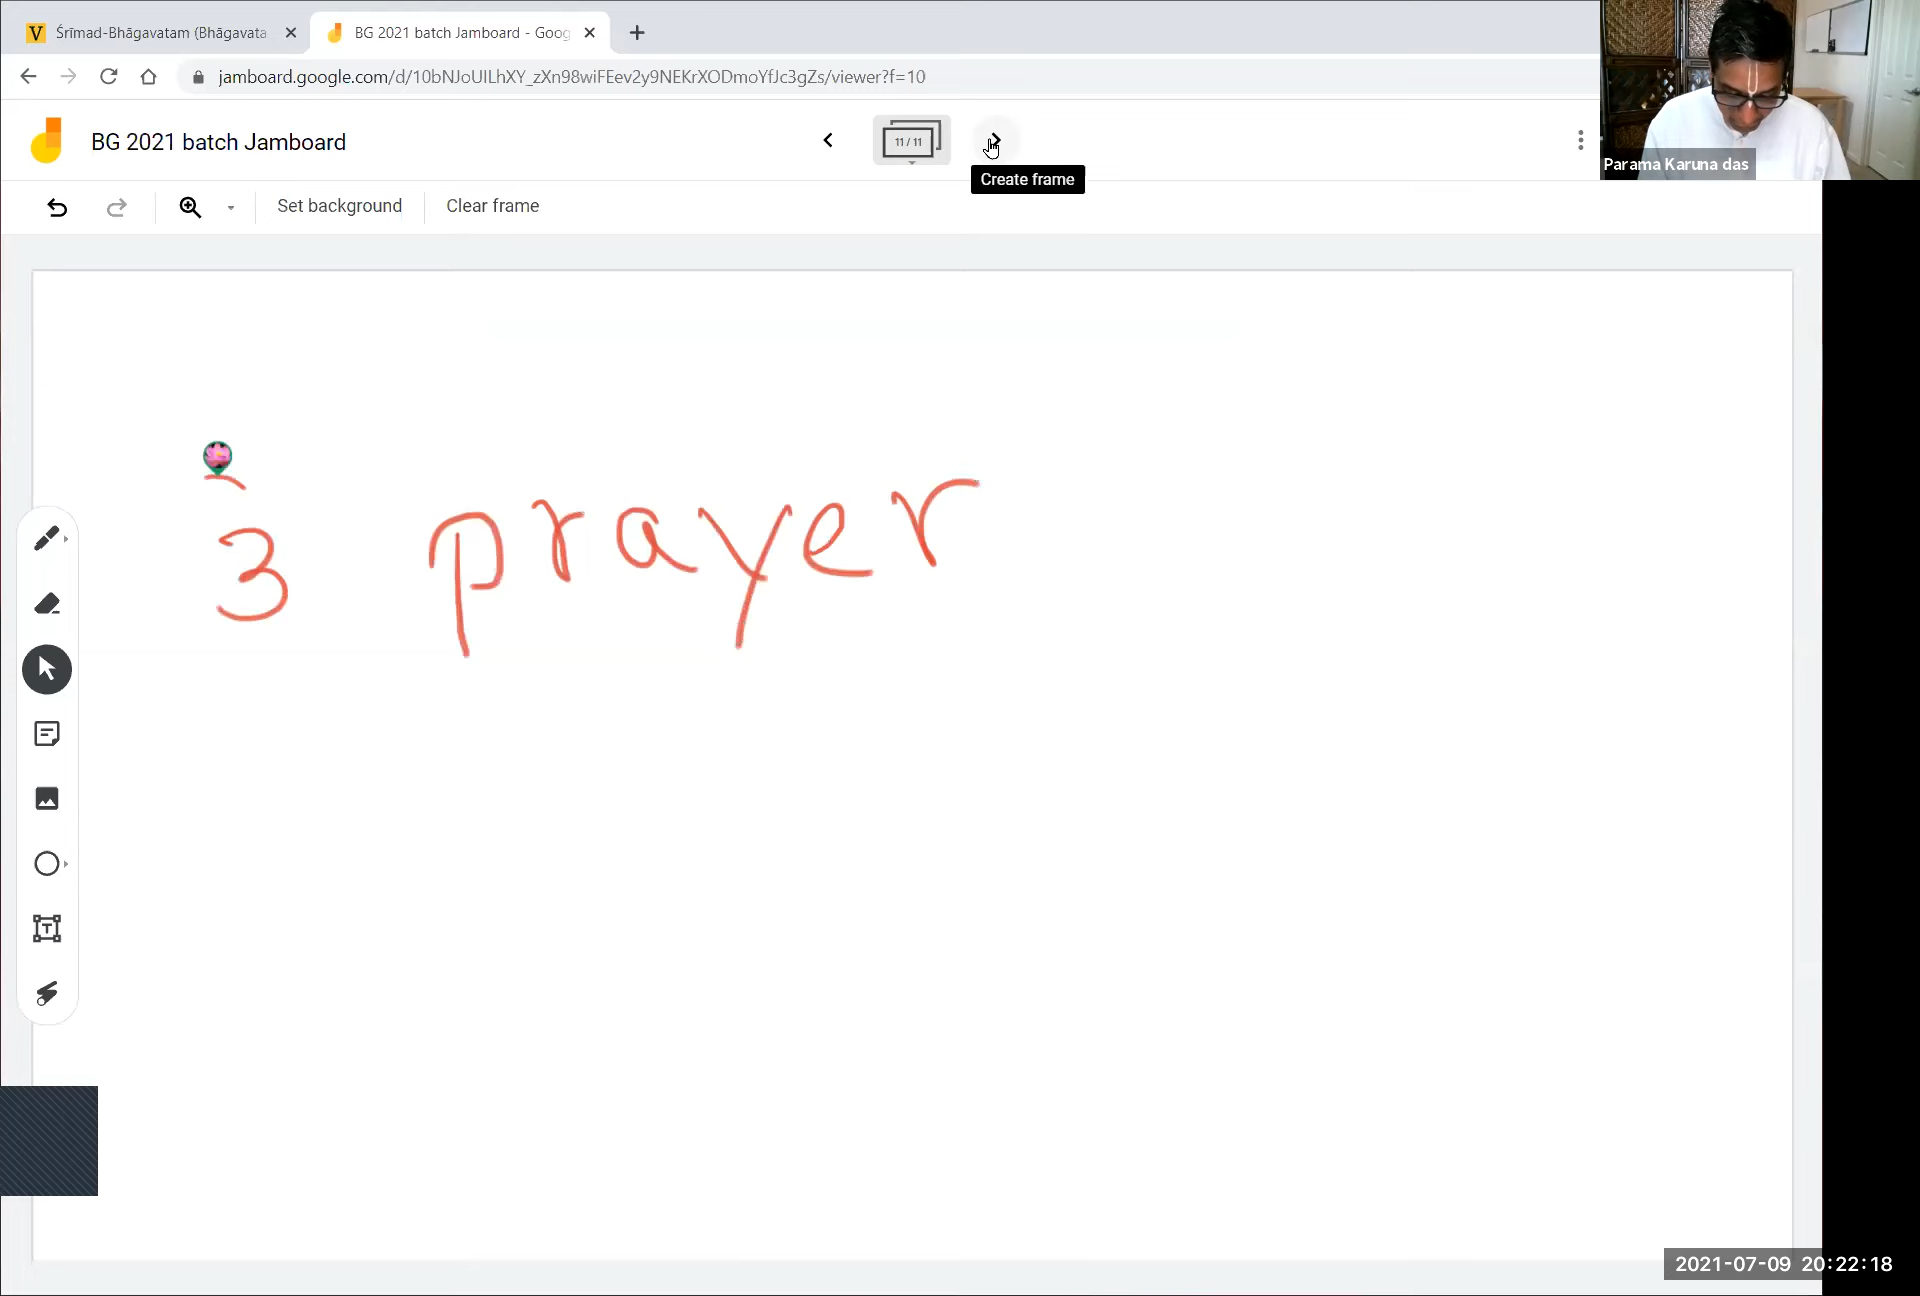 V Śrīmad-Bhāgavatam (Bhāgavata
BG 2021 batch Jamboard - Goog
jamboard.google.com/d/10bNJoUILhXY_zXn98wiFEev2y9NEKrXODmoYfJc3gZs/viewer?f=10
BG 2021 batch Jamboard
11 / 11
Create frame
Parama Karuna das
Set background
Clear frame
3 prayer
2021-07-09 20:22:18